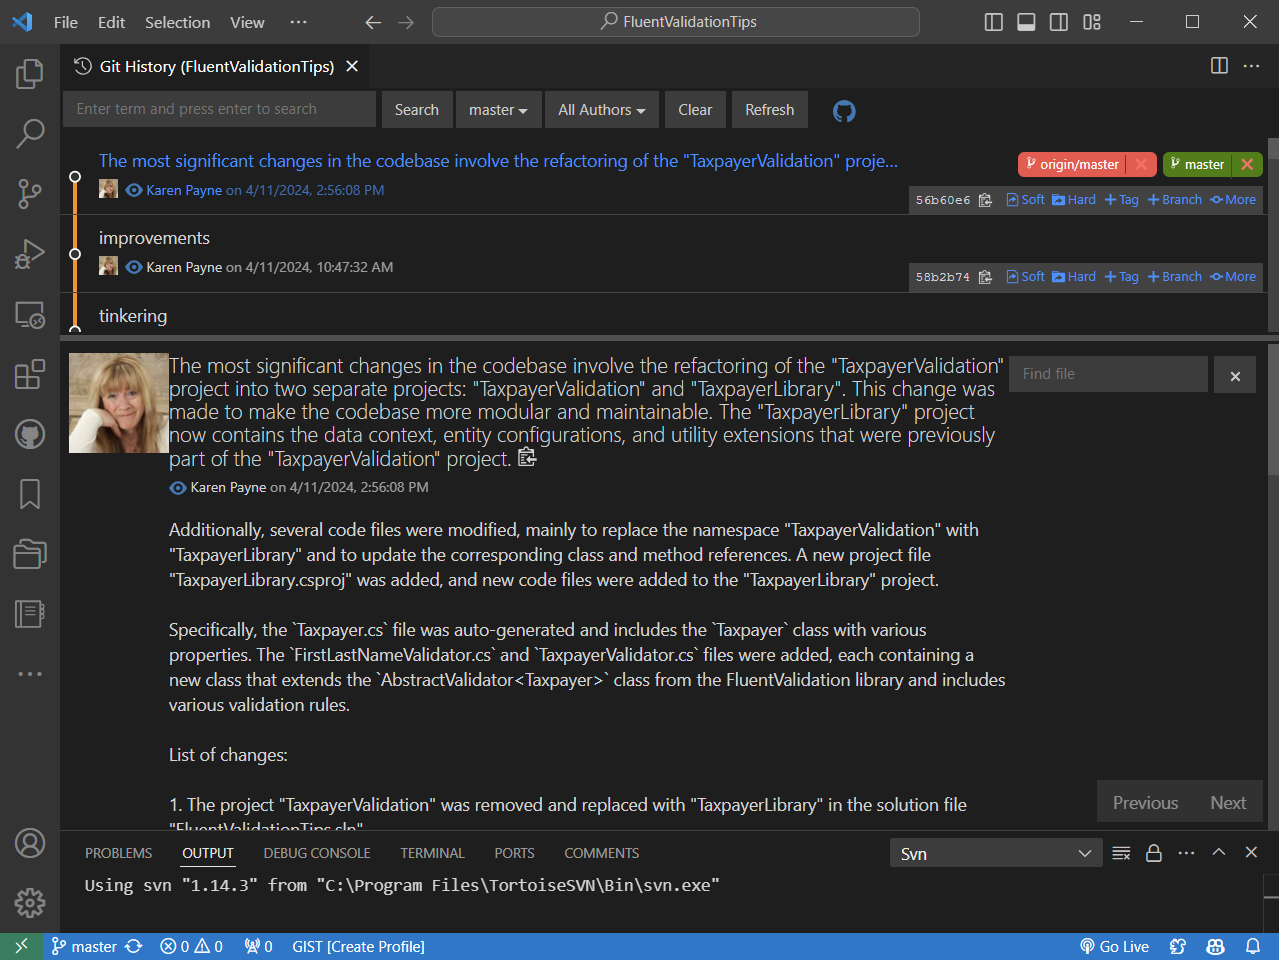 File Edit Selection View ··· FluentValidationTips
Git History (FluentValidationTips)
Enter term and press enter to search Search master All Authors Clear Refresh
The most significant changes in the codebase involve the refactoring of the "TaxpayerValidation" proje... origin/master master
Karen Payne on 4/11/2024, 2:56:08 PM
56b60e6 Soft Hard + Tag + Branch More
improvements
Karen Payne on 4/11/2024, 10:47:32 AM
58b2b74 Soft Hard + Tag + Branch More
tinkering
The most significant changes in the codebase involve the refactoring of the "TaxpayerValidation" Find file
project into two separate projects: "TaxpayerValidation" and "TaxpayerLibrary". This change was
made to make the codebase more modular and maintainable. The "TaxpayerLibrary" project
now contains the data context, entity configurations, and utility extensions that were previously
part of the "TaxpayerValidation" project.
Karen Payne on 4/11/2024, 2:56:08 PM
Additionally, several code files were modified, mainly to replace the namespace "TaxpayerValidation" with
"TaxpayerLibrary" and to update the corresponding class and method references. A new project file
"TaxpayerLibrary.csproj" was added, and new code files were added to the "TaxpayerLibrary" project.
Specifically, the `Taxpayer.cs` file was auto-generated and includes the `Taxpayer` class with various
properties. The `FirstLastNameValidator.cs` and `TaxpayerValidator.cs` files were added, each containing a
new class that extends the `AbstractValidator<Taxpayer>` class from the FluentValidation library and includes
various validation rules.
List of changes:
1. The project "TaxpayerValidation" was removed and replaced with "TaxpayerLibrary" in the solution file
"FluentValidationTips.sln"
Previous Next
PROBLEMS OUTPUT DEBUG CONSOLE TERMINAL PORTS COMMENTS Svn
Using svn "1.14.3" from "C:\Program Files\TortoiseSVN\Bin\svn.exe"
master 0 0 0 GIST [Create Profile] Go Live